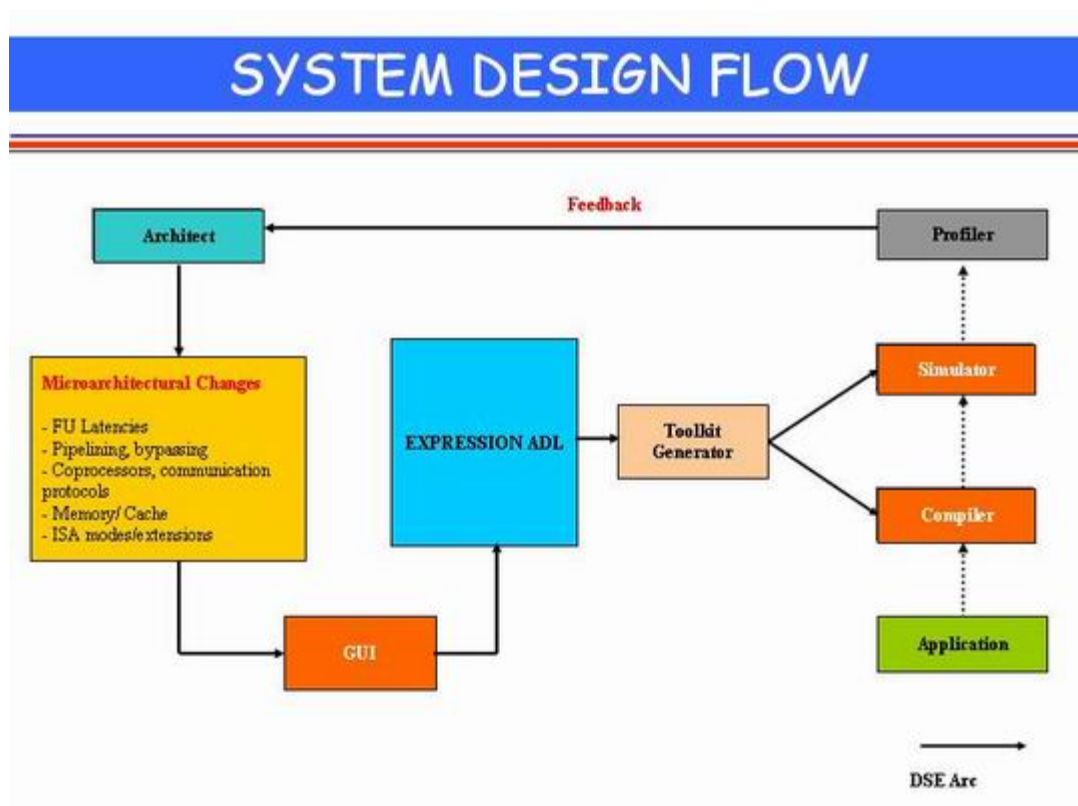 SYSTEM DESIGN FLOW
Feedback
Architect
Profiler
Microarchitectural Changes
- FU Latencies
- Pipelining, bypassing
- Coprocessors, communication
protocols
- Memory/ Cache
- ISA modes/extensions
EXPRESSION ADL
Toolkit
Generator
Simulator
Compiler
GUI
Application
DSE Arc